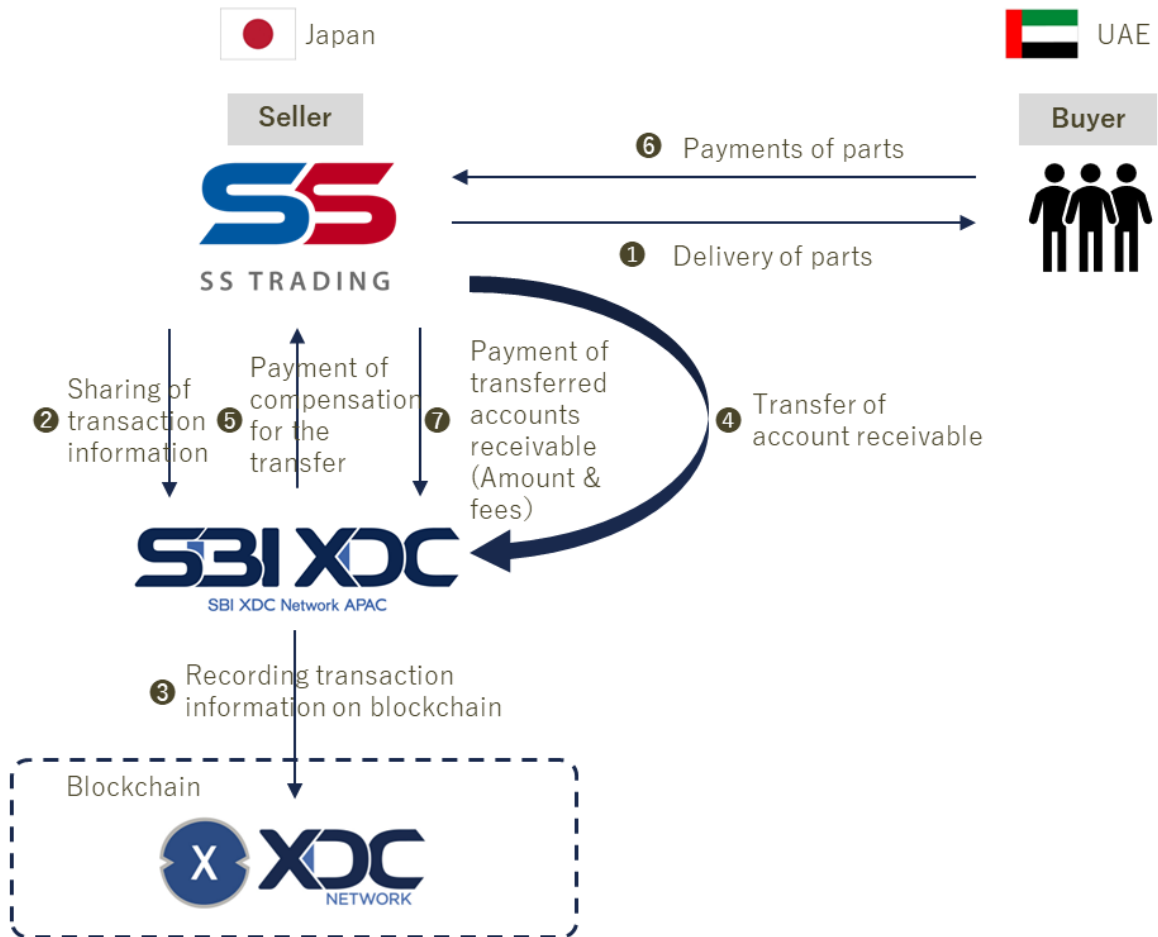 Japan
UAE
Seller
Buyer
SS
SS TRADING
❻ Payments of parts
❶ Delivery of parts
❷ Sharing of
transaction
information
❺ Payment of
compensation
for the
transfer
❼ Payment of
transferred
accounts
receivable
(Amount &
fees)
❹ Transfer of
account receivable
SBI XDC
SBI XDC Network APAC
❸ Recording transaction
information on blockchain
Blockchain
X XDC
NETWORK